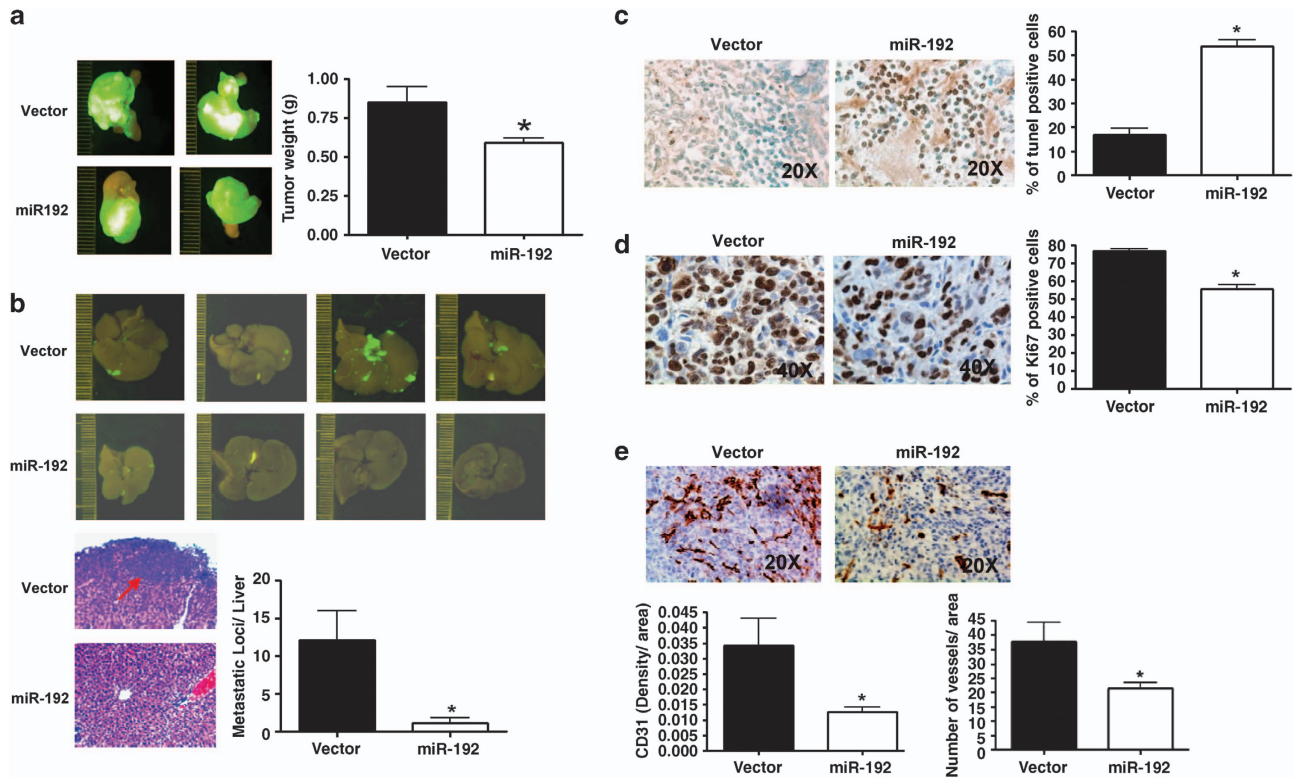 a
Vector
miR192
Tumor weight (g)
1.00
0.75
0.50
0.25
0.00
*
Vector
miR-192
b
Vector
miR-192
Vector
miR-192
Metastatic Loci/ Liver
20
15
10
5
0
*
Vector
miR-192
c
Vector
miR-192
20X
20X
% of tunel positive cells
60
50
40
30
20
10
0
*
Vector
miR-192
d
Vector
miR-192
40X
40X
% of Ki67 positive cells
80
70
60
50
40
30
20
10
0
*
Vector
miR-192
e
Vector
miR-192
20X
20X
CD31 (Density/ area)
0.045
0.040
0.035
0.030
0.025
0.020
0.015
0.010
0.005
0.000
*
Vector
miR-192
Number of vessels/ area
45
40
35
30
25
20
15
10
5
0
*
Vector
miR-192